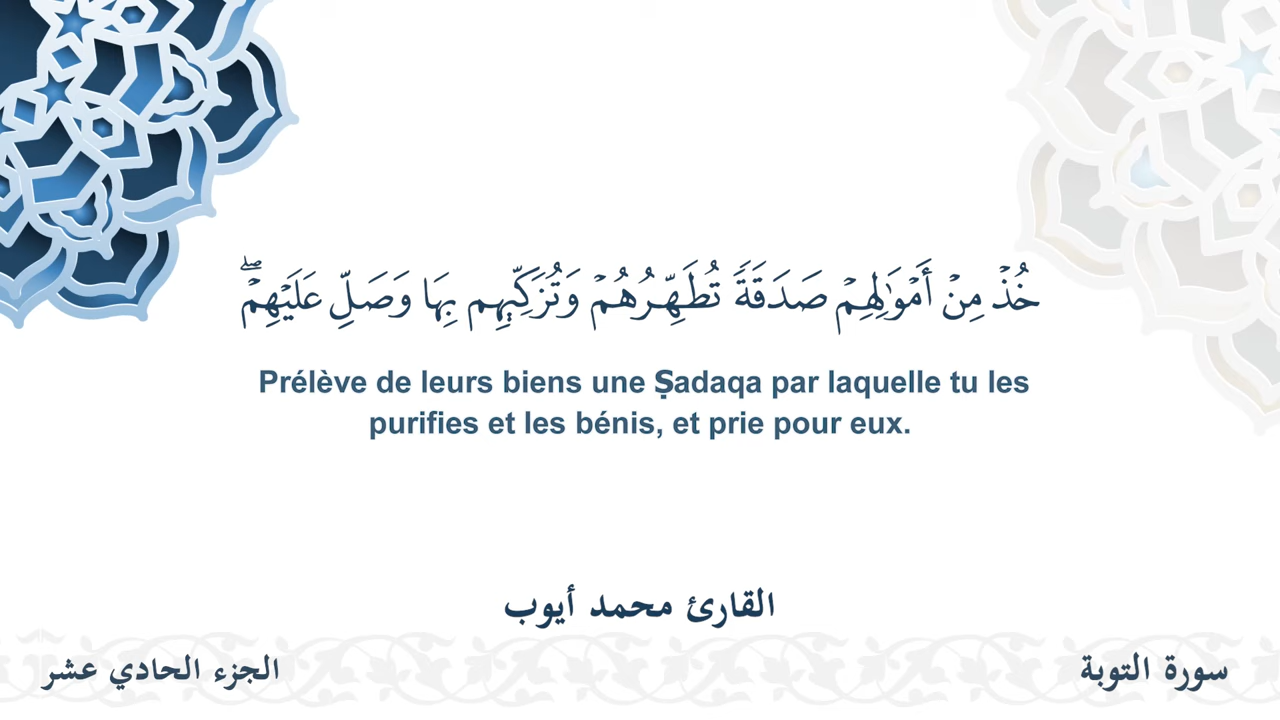 خُذۡ مِنۡ أَمۡوَٰلِهِمۡ صَدَقَةٗ تُطَهِّرُهُمۡ وَتُزَكِّيهِم بِهَا وَصَلِّ عَلَيۡهِمۡۖ
Prélève de leurs biens une Ṣadaqa par laquelle tu les
purifies et les bénis, et prie pour eux.
القارئ محمد أيوب
سورة التوبة
الجزء الحادي عشر